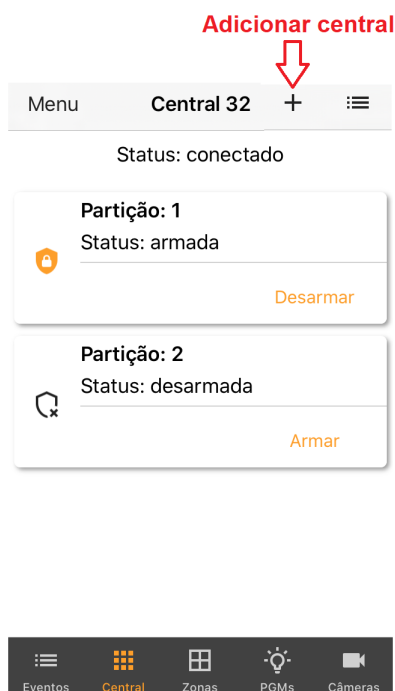 Adicionar central
Menu Central 32
Status: conectado
Partição: 1
Status: armada
Desarmar
Partição: 2
Status: desarmada
Armar
Eventos Central Zonas PGMs Câmeras